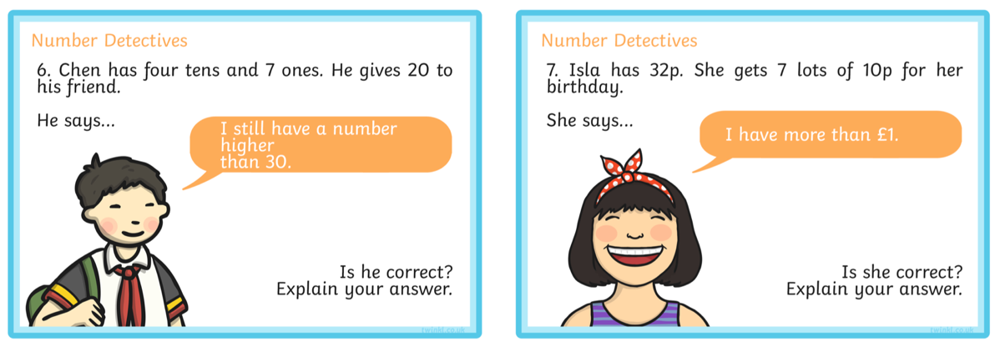 Number Detectives
6. Chen has four tens and 7 ones. He gives 20 to
his friend.
He says...
I still have a number
higher
than 30.
Is he correct?
Explain your answer.
twinkl.co.uk
Number Detectives
7. Isla has 32p. She gets 7 lots of 10p for her
birthday.
She says...
I have more than £1.
Is she correct?
Explain your answer.
twinkl.co.uk